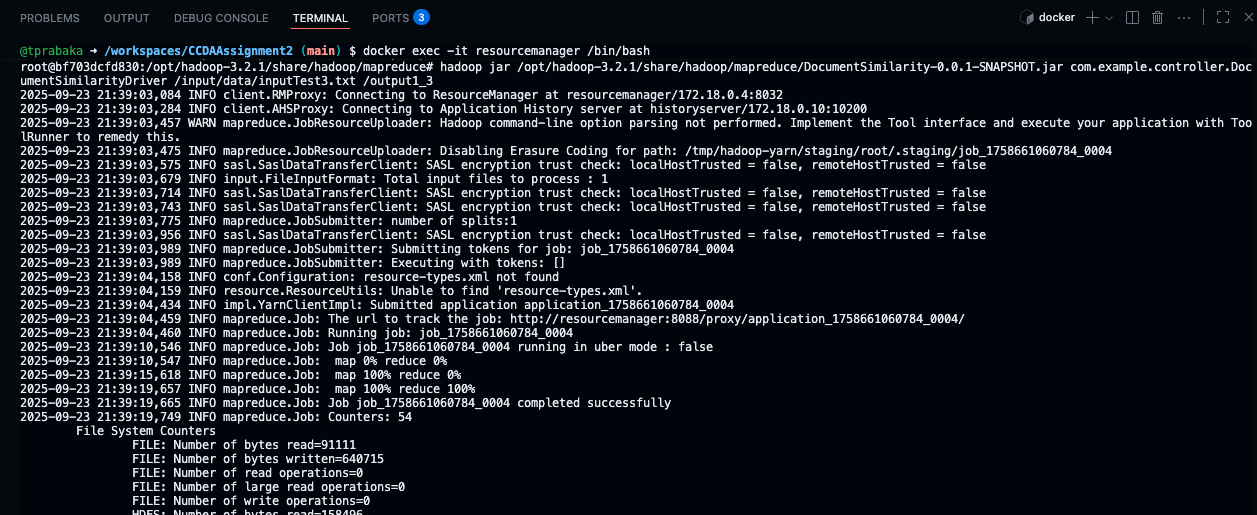 PROBLEMS OUTPUT DEBUG CONSOLE TERMINAL PORTS 3 docker
@tprabaka → /workspaces/CCDAAssignment2 (main) $ docker exec -it resourcemanager /bin/bash
root@bf703dcfd830:/opt/hadoop-3.2.1/share/hadoop/mapreduce# hadoop jar /opt/hadoop-3.2.1/share/hadoop/mapreduce/DocumentSimilarity-0.0.1-SNAPSHOT.jar com.example.controller.Doc
umentSimilarityDriver /input/data/inputTest3.txt /output1_3
2025-09-23 21:39:03,084 INFO client.RMProxy: Connecting to ResourceManager at resourcemanager/172.18.0.4:8032
2025-09-23 21:39:03,284 INFO client.AHSProxy: Connecting to Application History server at historyserver/172.18.0.10:10200
2025-09-23 21:39:03,457 WARN mapreduce.JobResourceUploader: Hadoop command-line option parsing not performed. Implement the Tool interface and execute your application with Too
lRunner to remedy this.
2025-09-23 21:39:03,475 INFO mapreduce.JobResourceUploader: Disabling Erasure Coding for path: /tmp/hadoop-yarn/staging/root/.staging/job_1758661060784_0004
2025-09-23 21:39:03,575 INFO sasl.SaslDataTransferClient: SASL encryption trust check: localHostTrusted = false, remoteHostTrusted = false
2025-09-23 21:39:03,679 INFO input.FileInputFormat: Total input files to process : 1
2025-09-23 21:39:03,714 INFO sasl.SaslDataTransferClient: SASL encryption trust check: localHostTrusted = false, remoteHostTrusted = false
2025-09-23 21:39:03,743 INFO sasl.SaslDataTransferClient: SASL encryption trust check: localHostTrusted = false, remoteHostTrusted = false
2025-09-23 21:39:03,775 INFO mapreduce.JobSubmitter: number of splits:1
2025-09-23 21:39:03,956 INFO sasl.SaslDataTransferClient: SASL encryption trust check: localHostTrusted = false, remoteHostTrusted = false
2025-09-23 21:39:03,989 INFO mapreduce.JobSubmitter: Submitting tokens for job: job_1758661060784_0004
2025-09-23 21:39:03,989 INFO mapreduce.JobSubmitter: Executing with tokens: []
2025-09-23 21:39:04,158 INFO conf.Configuration: resource-types.xml not found
2025-09-23 21:39:04,159 INFO resource.ResourceUtils: Unable to find 'resource-types.xml'.
2025-09-23 21:39:04,434 INFO impl.YarnClientImpl: Submitted application application_1758661060784_0004
2025-09-23 21:39:04,459 INFO mapreduce.Job: The url to track the job: http://resourcemanager:8088/proxy/application_1758661060784_0004/
2025-09-23 21:39:04,460 INFO mapreduce.Job: Running job: job_1758661060784_0004
2025-09-23 21:39:10,546 INFO mapreduce.Job: Job job_1758661060784_0004 running in uber mode : false
2025-09-23 21:39:10,547 INFO mapreduce.Job:  map 0% reduce 0%
2025-09-23 21:39:15,618 INFO mapreduce.Job:  map 100% reduce 0%
2025-09-23 21:39:19,657 INFO mapreduce.Job:  map 100% reduce 100%
2025-09-23 21:39:19,665 INFO mapreduce.Job: Job job_1758661060784_0004 completed successfully
2025-09-23 21:39:19,749 INFO mapreduce.Job: Counters: 54
File System Counters
FILE: Number of bytes read=91111
FILE: Number of bytes written=640715
FILE: Number of read operations=0
FILE: Number of large read operations=0
FILE: Number of write operations=0
HDFS: Number of bytes read=158496